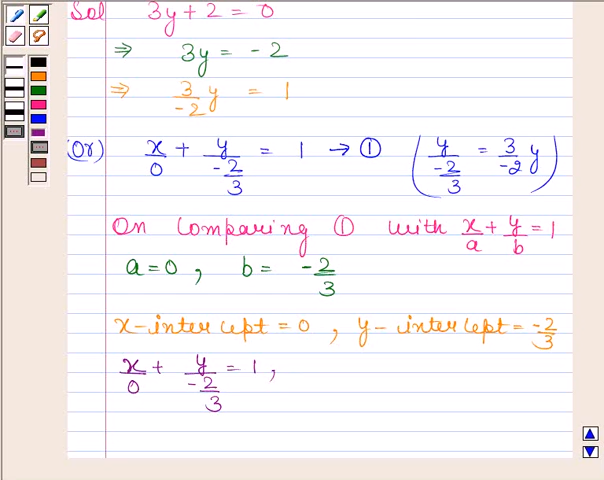 Sol 3y + 2 = 0
⇒ 3y = -2
⇒ 3/-2 y = 1
(Or) x/0 + y/(-2/3) = 1 → ① (y/(-2/3) = 3/-2 y)
On Comparing ① with x/a + y/b = 1
a = 0, b = -2/3
x-intercept = 0, y-intercept = -2/3
x/0 + y/(-2/3) = 1,